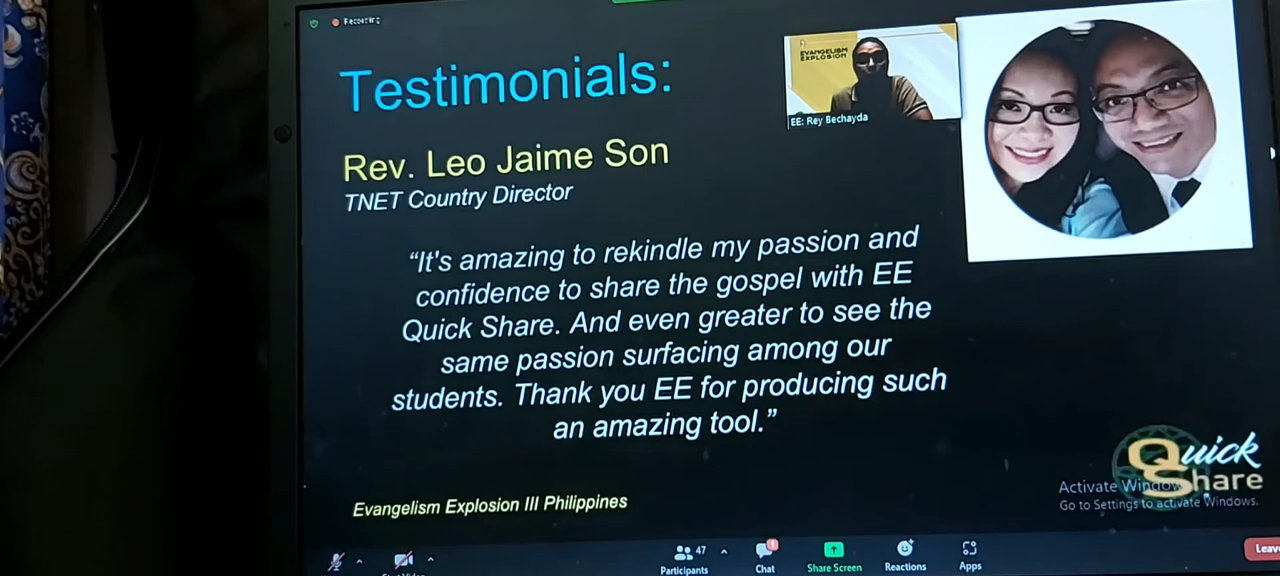 Recording
Testimonials:
EVANGELISM
EXPLOSION
EE: Rey Bechayda
Rev. Leo Jaime Son
TNET Country Director
“It's amazing to rekindle my passion and
confidence to share the gospel with EE
Quick Share. And even greater to see the
same passion surfacing among our
students. Thank you EE for producing such
an amazing tool.”
Evangelism Explosion III Philippines
Quick
Share
Activate Windows
Go to Settings to activate Windows.
47
1
Participants
Chat
Share Screen
Reactions
Apps